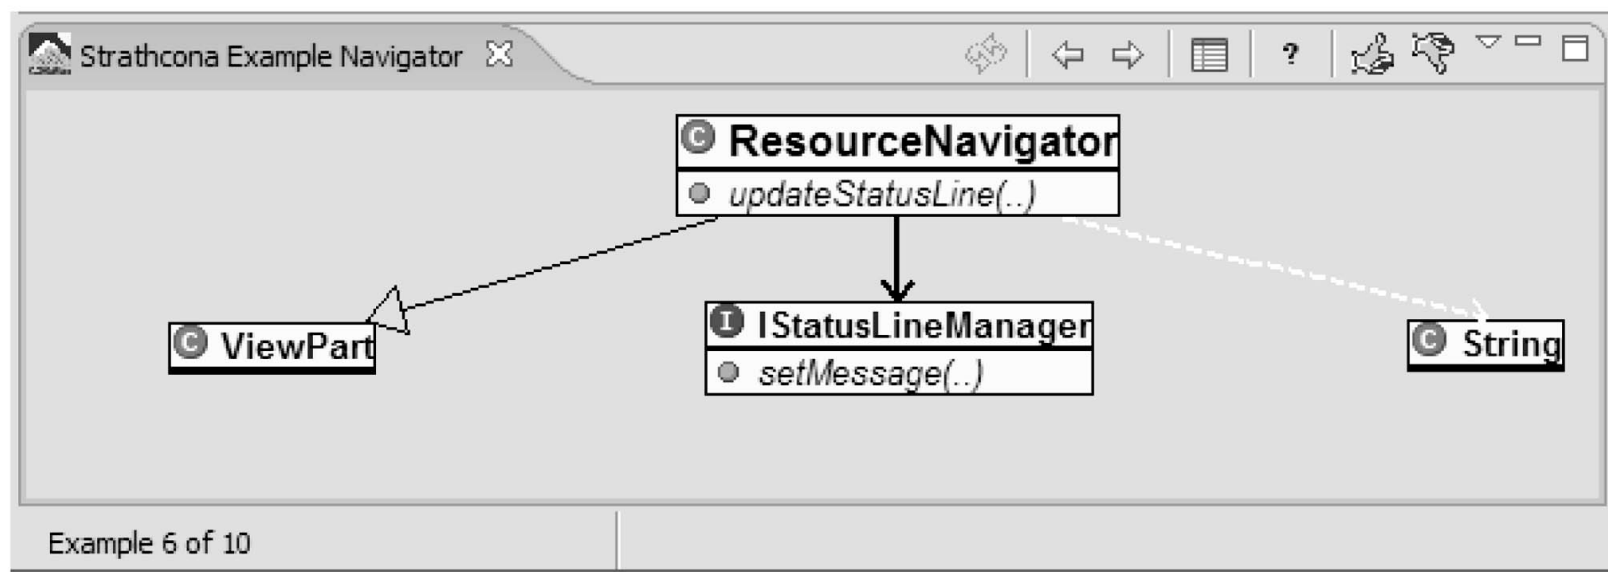 Strathcona Example Navigator
?
C ResourceNavigator
updateStatusLine(..)
C ViewPart
I IStatusLineManager
setMessage(..)
C String
Example 6 of 10